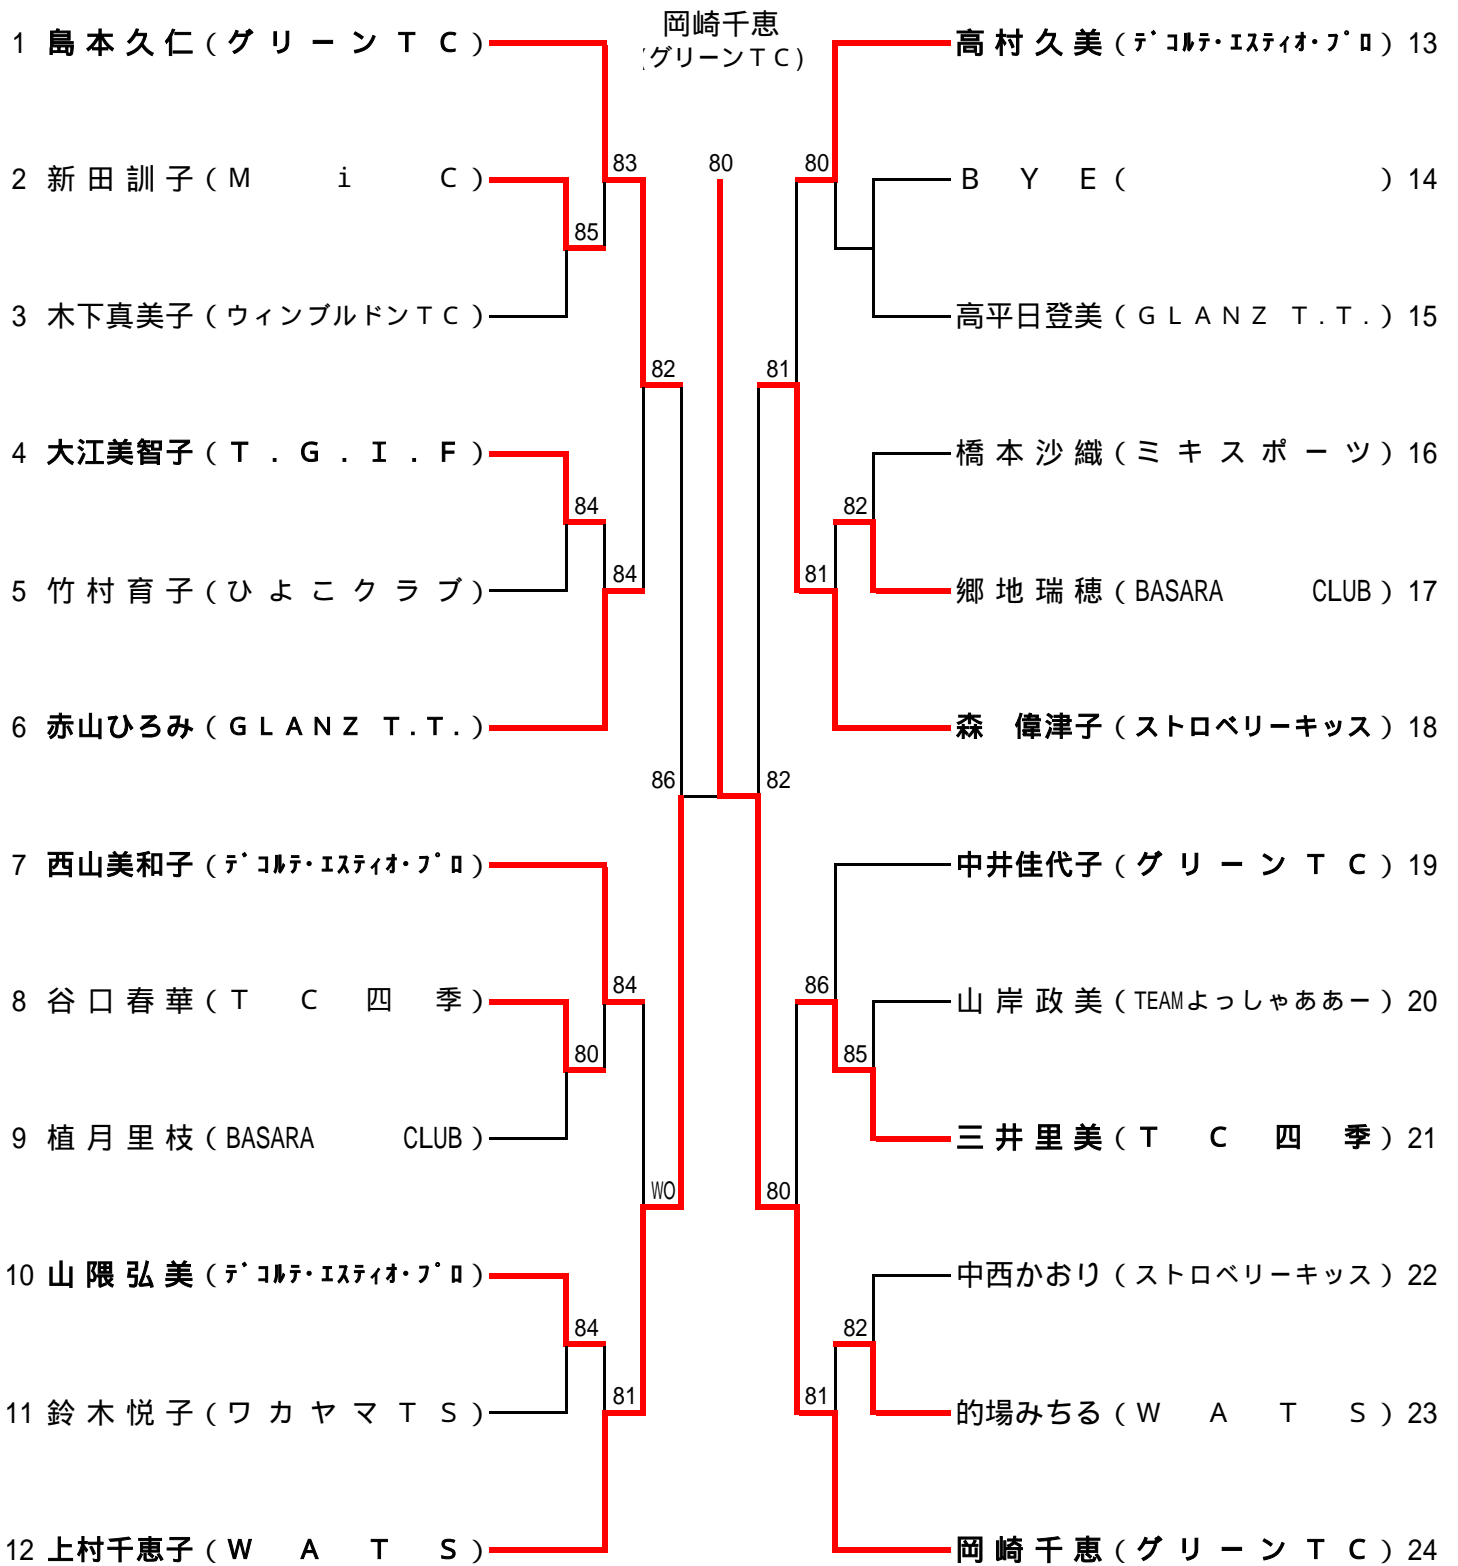 岡崎千恵
(グリーンＴＣ)
80
1 島本久仁（グリーンＴＣ）
2 新田訓子（ＭｉＣ）
3 木下真美子（ウィンブルドンＴＣ）
4 大江美智子（Ｔ．Ｇ．Ｉ．Ｆ）
5 竹村育子（ひよこクラブ）
6 赤山ひろみ（ＧＬＡＮＺ Ｔ.Ｔ.）
7 西山美和子（ﾃﾞｺﾙﾃ･ｴｽﾃｨｵ･ﾌﾟﾛ）
8 谷口春華（ＴＣ四季）
9 植月里枝（BASARA CLUB）
10 山隈弘美（ﾃﾞｺﾙﾃ･ｴｽﾃｨｵ･ﾌﾟﾛ）
11 鈴木悦子（ワカヤマＴＳ）
12 上村千恵子（ＷＡＴＳ）
83
85
82
84
84
86
84
80
WO
84
81
高村久美（ﾃﾞｺﾙﾃ･ｴｽﾃｨｵ･ﾌﾟﾛ）13
ＢＹＥ（ ）14
高平日登美（ＧＬＡＮＺ Ｔ.Ｔ.）15
橋本沙織（ミキスポーツ）16
郷地瑞穂（BASARA CLUB）17
森　偉津子（ストロベリーキッス）18
中井佳代子（グリーンＴＣ）19
山岸政美（TEAMよっしゃああー）20
三井里美（ＴＣ四季）21
中西かおり（ストロベリーキッス）22
的場みちる（ＷＡＴＳ）23
岡崎千恵（グリーンＴＣ）24
80
81
82
81
82
86
85
80
82
81